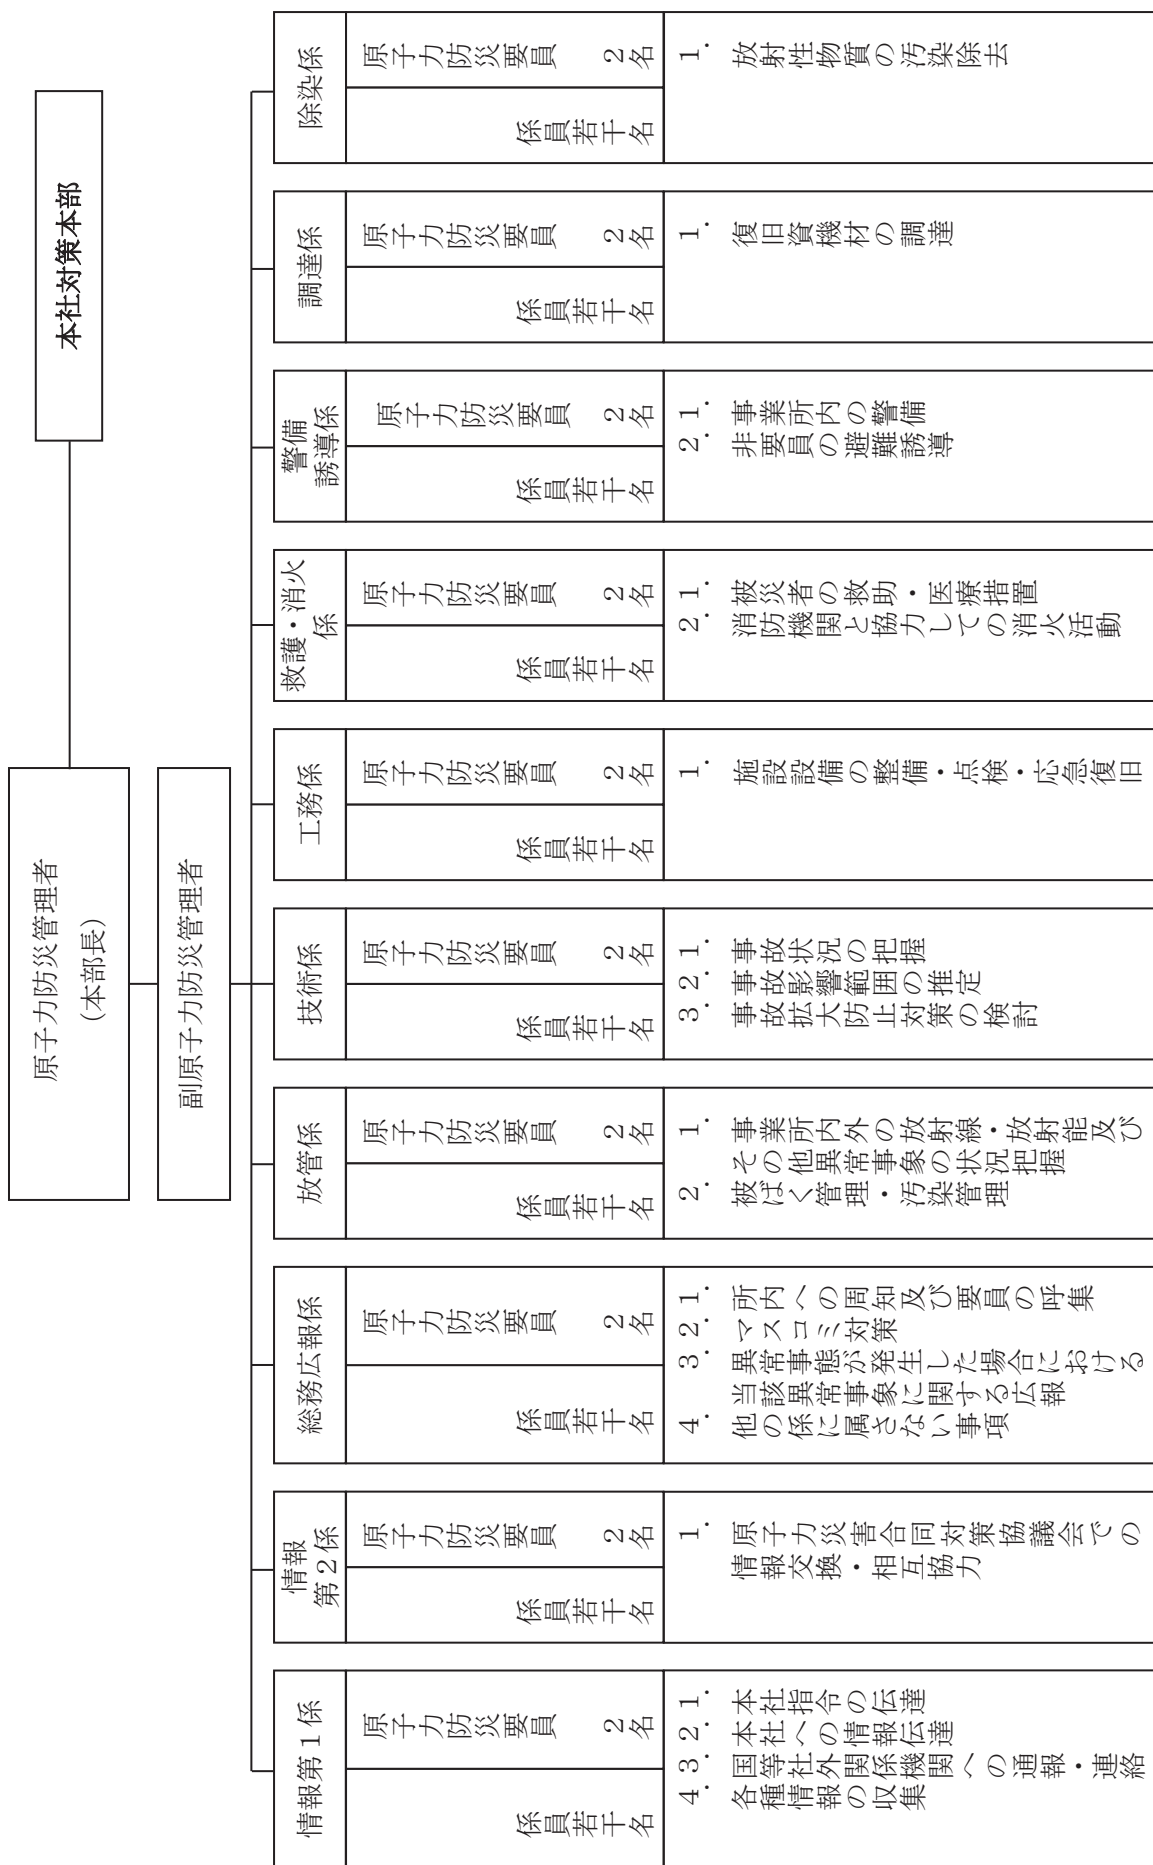 原子力防災管理者
(本部長)
本社対策本部
副原子力防災管理者
情報第1係
係員若干名
原子力防災要員 2名
1. 本社指令の伝達
2. 本社への情報伝達
3. 国等社外関係機関への通報・連絡
4. 各種情報の収集
情報
第2係
係員若干名
原子力防災要員 2名
1. 原子力災害合同対策協議会での
情報交換・相互協力
総務広報係
係員若干名
原子力防災要員 2名
1. 所内への周知及び要員の呼集
2. マスコミ対策
3. 異常事態が発生した場合における
当該異常事象に関する広報
4. 他の係に属さない事項
放管係
係員若干名
原子力防災要員 2名
1. 事業所内外の放射線・放射能及び
その他異常事象の状況把握
2. 被ばく管理・汚染管理
技術係
係員若干名
原子力防災要員 2名
1. 事故状況の把握
2. 事故影響範囲の推定
3. 事故拡大防止対策の検討
工務係
係員若干名
原子力防災要員 2名
1. 施設設備の整備・点検・応急復旧
救護・消火
係
係員若干名
原子力防災要員 2名
1. 被災者の救助・医療措置
2. 消防機関と協力しての消火活動
警備
誘導係
係員若干名
原子力防災要員 2名
1. 事業所内の警備
2. 非要員の避難誘導
調達係
係員若干名
原子力防災要員 2名
1. 復旧資機材の調達
除染係
係員若干名
原子力防災要員 2名
1. 放射性物質の汚染除去